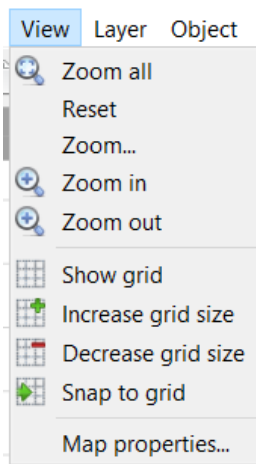 View Layer Object
Zoom all
Reset
Zoom...
Zoom in
Zoom out
Show grid
Increase grid size
Decrease grid size
Snap to grid
Map properties...